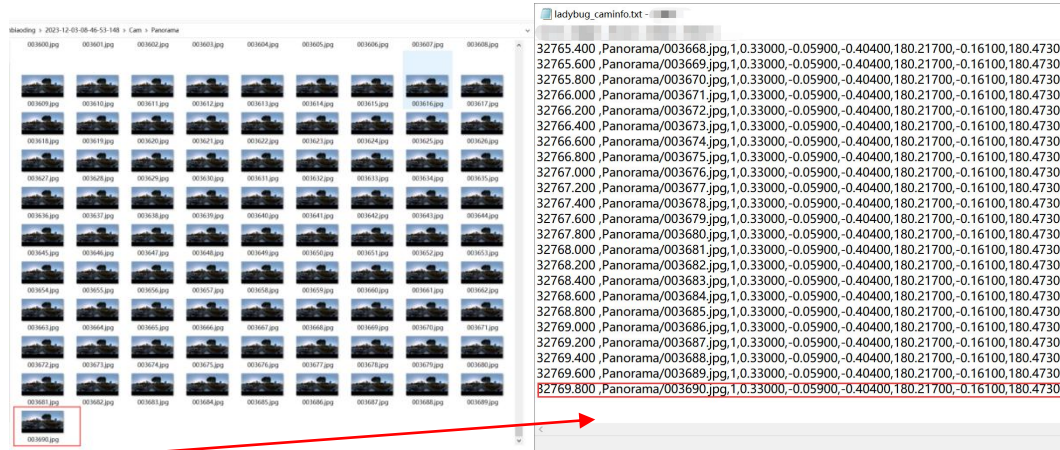 biaoding > 2023-12-03-08-46-53-148 > Cam > Panorama
003600.jpg 003601.jpg 003602.jpg 003603.jpg 003604.jpg 003605.jpg 003606.jpg 003607.jpg 003608.jpg
003609.jpg 003610.jpg 003611.jpg 003612.jpg 003613.jpg 003614.jpg 003615.jpg 003616.jpg 003617.jpg
003618.jpg 003619.jpg 003620.jpg 003621.jpg 003622.jpg 003623.jpg 003624.jpg 003625.jpg 003626.jpg
003627.jpg 003628.jpg 003629.jpg 003630.jpg 003631.jpg 003632.jpg 003633.jpg 003634.jpg 003635.jpg
003636.jpg 003637.jpg 003638.jpg 003639.jpg 003640.jpg 003641.jpg 003642.jpg 003643.jpg 003644.jpg
003645.jpg 003646.jpg 003647.jpg 003648.jpg 003649.jpg 003650.jpg 003651.jpg 003652.jpg 003653.jpg
003654.jpg 003655.jpg 003656.jpg 003657.jpg 003658.jpg 003659.jpg 003660.jpg 003661.jpg 003662.jpg
003663.jpg 003664.jpg 003665.jpg 003666.jpg 003667.jpg 003668.jpg 003669.jpg 003670.jpg 003671.jpg
003672.jpg 003673.jpg 003674.jpg 003675.jpg 003676.jpg 003677.jpg 003678.jpg 003679.jpg 003680.jpg
003681.jpg 003682.jpg 003683.jpg 003684.jpg 003685.jpg 003686.jpg 003687.jpg 003688.jpg 003689.jpg
003690.jpg
ladybug_caminfo.txt -
32765.400 ,Panorama/003668.jpg,1,0.33000,-0.05900,-0.40400,180.21700,-0.16100,180.4730
32765.600 ,Panorama/003669.jpg,1,0.33000,-0.05900,-0.40400,180.21700,-0.16100,180.4730
32765.800 ,Panorama/003670.jpg,1,0.33000,-0.05900,-0.40400,180.21700,-0.16100,180.4730
32766.000 ,Panorama/003671.jpg,1,0.33000,-0.05900,-0.40400,180.21700,-0.16100,180.4730
32766.200 ,Panorama/003672.jpg,1,0.33000,-0.05900,-0.40400,180.21700,-0.16100,180.4730
32766.400 ,Panorama/003673.jpg,1,0.33000,-0.05900,-0.40400,180.21700,-0.16100,180.4730
32766.600 ,Panorama/003674.jpg,1,0.33000,-0.05900,-0.40400,180.21700,-0.16100,180.4730
32766.800 ,Panorama/003675.jpg,1,0.33000,-0.05900,-0.40400,180.21700,-0.16100,180.4730
32767.000 ,Panorama/003676.jpg,1,0.33000,-0.05900,-0.40400,180.21700,-0.16100,180.4730
32767.200 ,Panorama/003677.jpg,1,0.33000,-0.05900,-0.40400,180.21700,-0.16100,180.4730
32767.400 ,Panorama/003678.jpg,1,0.33000,-0.05900,-0.40400,180.21700,-0.16100,180.4730
32767.600 ,Panorama/003679.jpg,1,0.33000,-0.05900,-0.40400,180.21700,-0.16100,180.4730
32767.800 ,Panorama/003680.jpg,1,0.33000,-0.05900,-0.40400,180.21700,-0.16100,180.4730
32768.000 ,Panorama/003681.jpg,1,0.33000,-0.05900,-0.40400,180.21700,-0.16100,180.4730
32768.200 ,Panorama/003682.jpg,1,0.33000,-0.05900,-0.40400,180.21700,-0.16100,180.4730
32768.400 ,Panorama/003683.jpg,1,0.33000,-0.05900,-0.40400,180.21700,-0.16100,180.4730
32768.600 ,Panorama/003684.jpg,1,0.33000,-0.05900,-0.40400,180.21700,-0.16100,180.4730
32768.800 ,Panorama/003685.jpg,1,0.33000,-0.05900,-0.40400,180.21700,-0.16100,180.4730
32769.000 ,Panorama/003686.jpg,1,0.33000,-0.05900,-0.40400,180.21700,-0.16100,180.4730
32769.200 ,Panorama/003687.jpg,1,0.33000,-0.05900,-0.40400,180.21700,-0.16100,180.4730
32769.400 ,Panorama/003688.jpg,1,0.33000,-0.05900,-0.40400,180.21700,-0.16100,180.4730
32769.600 ,Panorama/003689.jpg,1,0.33000,-0.05900,-0.40400,180.21700,-0.16100,180.4730
32769.800 ,Panorama/003690.jpg,1,0.33000,-0.05900,-0.40400,180.21700,-0.16100,180.4730